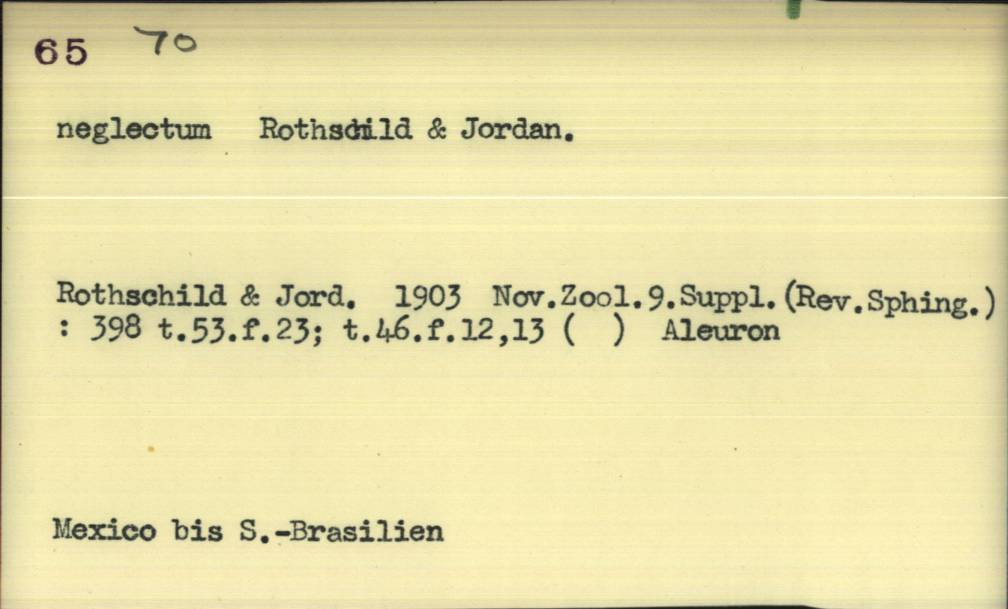 65 70
neglectum Rothschild & Jordan.
Rothschild & Jord. 1903 Nov.Zool.9.Suppl.(Rev.Sphing.)
: 398 t.53.f.23; t.46.f.12,13 ( ) Aleuron
Mexico bis S.-Brasilien